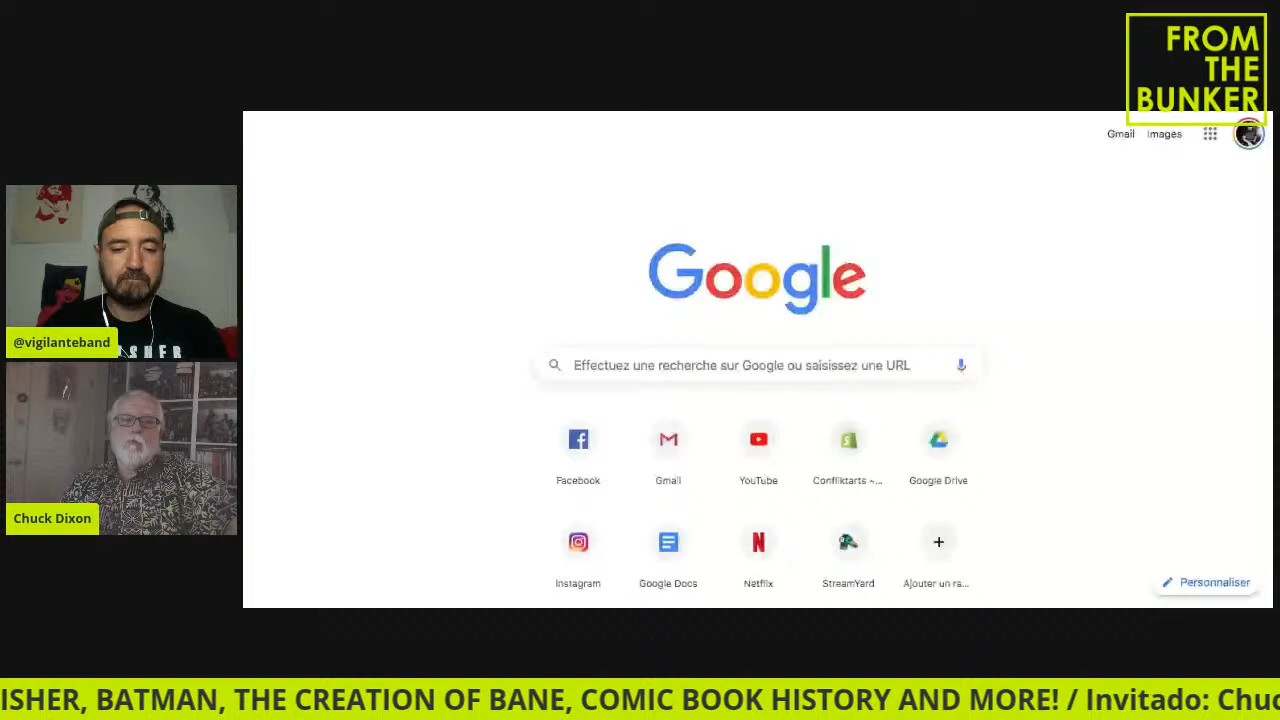 FROM
THE
BUNKER
Gmail Images
Google
Effectuez une recherche sur Google ou saisissez une URL
Facebook
Gmail
YouTube
Confliktarts ~...
Google Drive
Instagram
Google Docs
Netflix
StreamYard
Ajouter un ra...
Personnaliser
@vigilanteband
Chuck Dixon
ISHER, BATMAN, THE CREATION OF BANE, COMIC BOOK HISTORY AND MORE! / Invitado: Chuc